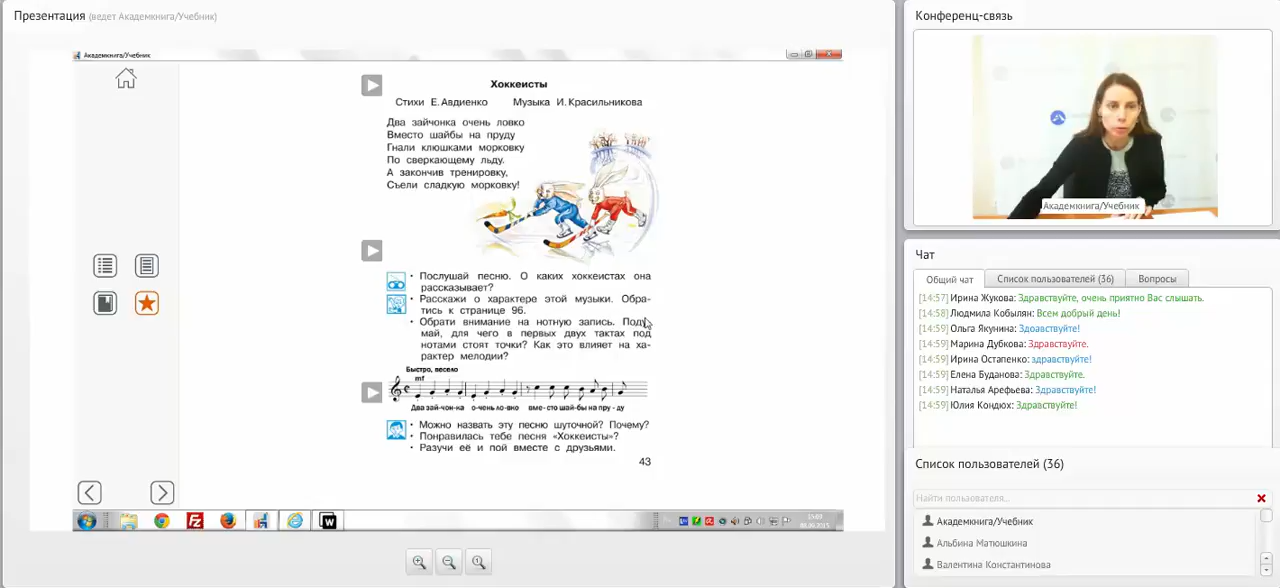 Презентация (ведет Академкнига/Учебник)
Академкнига/Учебник
Хоккеисты
Стихи Е. Авдиенко Музыка И. Красильникова
Два зайчонка очень ловко
Вместо шайбы на пруду
Гнали клюшками морковку
По сверкающему льду.
А закончив тренировку,
Съели сладкую морковку!
• Послушай песню. О каких хоккеистах она
рассказывает?
• Расскажи о характере этой музыки. Обра-
тись к странице 96.
• Обрати внимание на нотную запись. Поду-
май, для чего в первых двух тактах под
нотами стоят точки? Как это влияет на ха-
рактер мелодии?
Быстро, весело
mf
Два зай-чон-ка о-чень ло-вко вме-сто шай-бы на пру-ду
• Можно назвать эту песню шуточной? Почему?
• Понравилась тебе песня «Хоккеисты»?
• Разучи её и пой вместе с друзьями.
43
Конференц-связь
Академкнига/Учебник
Чат
Общий чат Список пользователей (36) Вопросы
[14:57] Ирина Жукова: Здравствуйте, очень приятно Вас слышать.
[14:58] Людмила Кобылян: Всем добрый день!
[14:59] Ольга Якунина: Здоавствуйте!
[14:59] Марина Дубкова: Здравствуйте.
[14:59] Ирина Остапенко: здравствуйте!
[14:59] Елена Буданова: Здравствуйте.
[14:59] Наталья Арефьева: Здравствуйте!
[14:59] Юлия Кондюх: Здравствуйте!
Список пользователей (36)
Найти пользователя...
Академкнига/Учебник
Альбина Матюшкина
Валентина Константинова